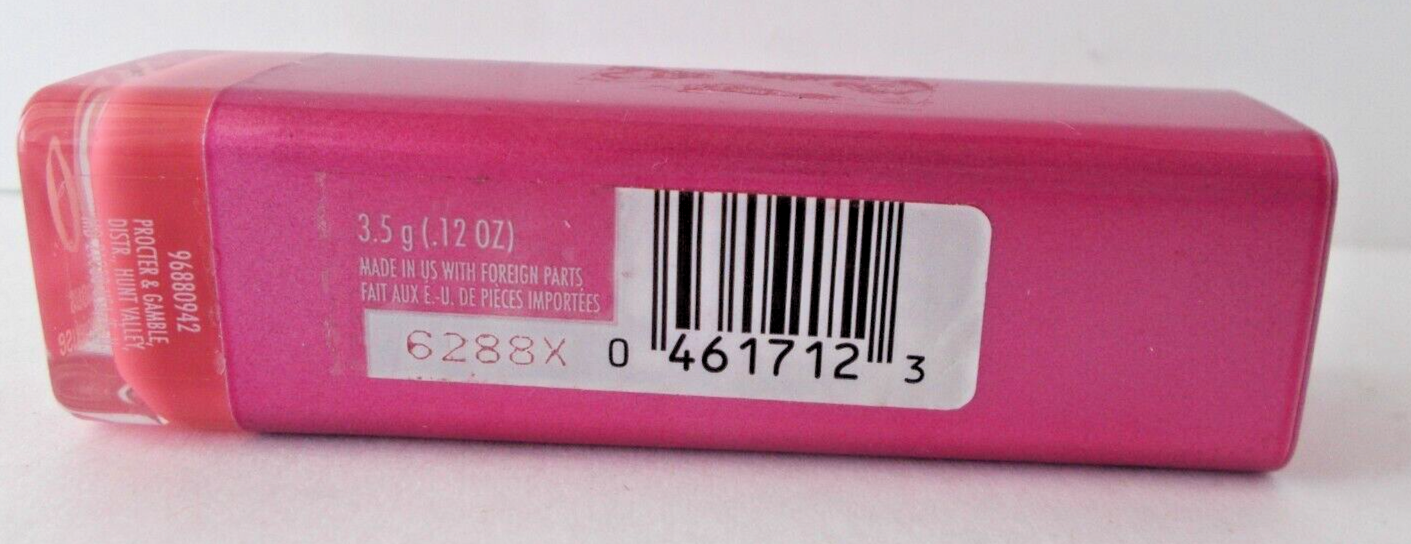 3.5 g (.12 OZ)
MADE IN US WITH FOREIGN PARTS
FAIT AUX E.-U. DE PIECES IMPORTÉES
6288X
0 461712 3
96880942
PROCTER & GAMBLE,
DISTR. HUNT VALLEY,